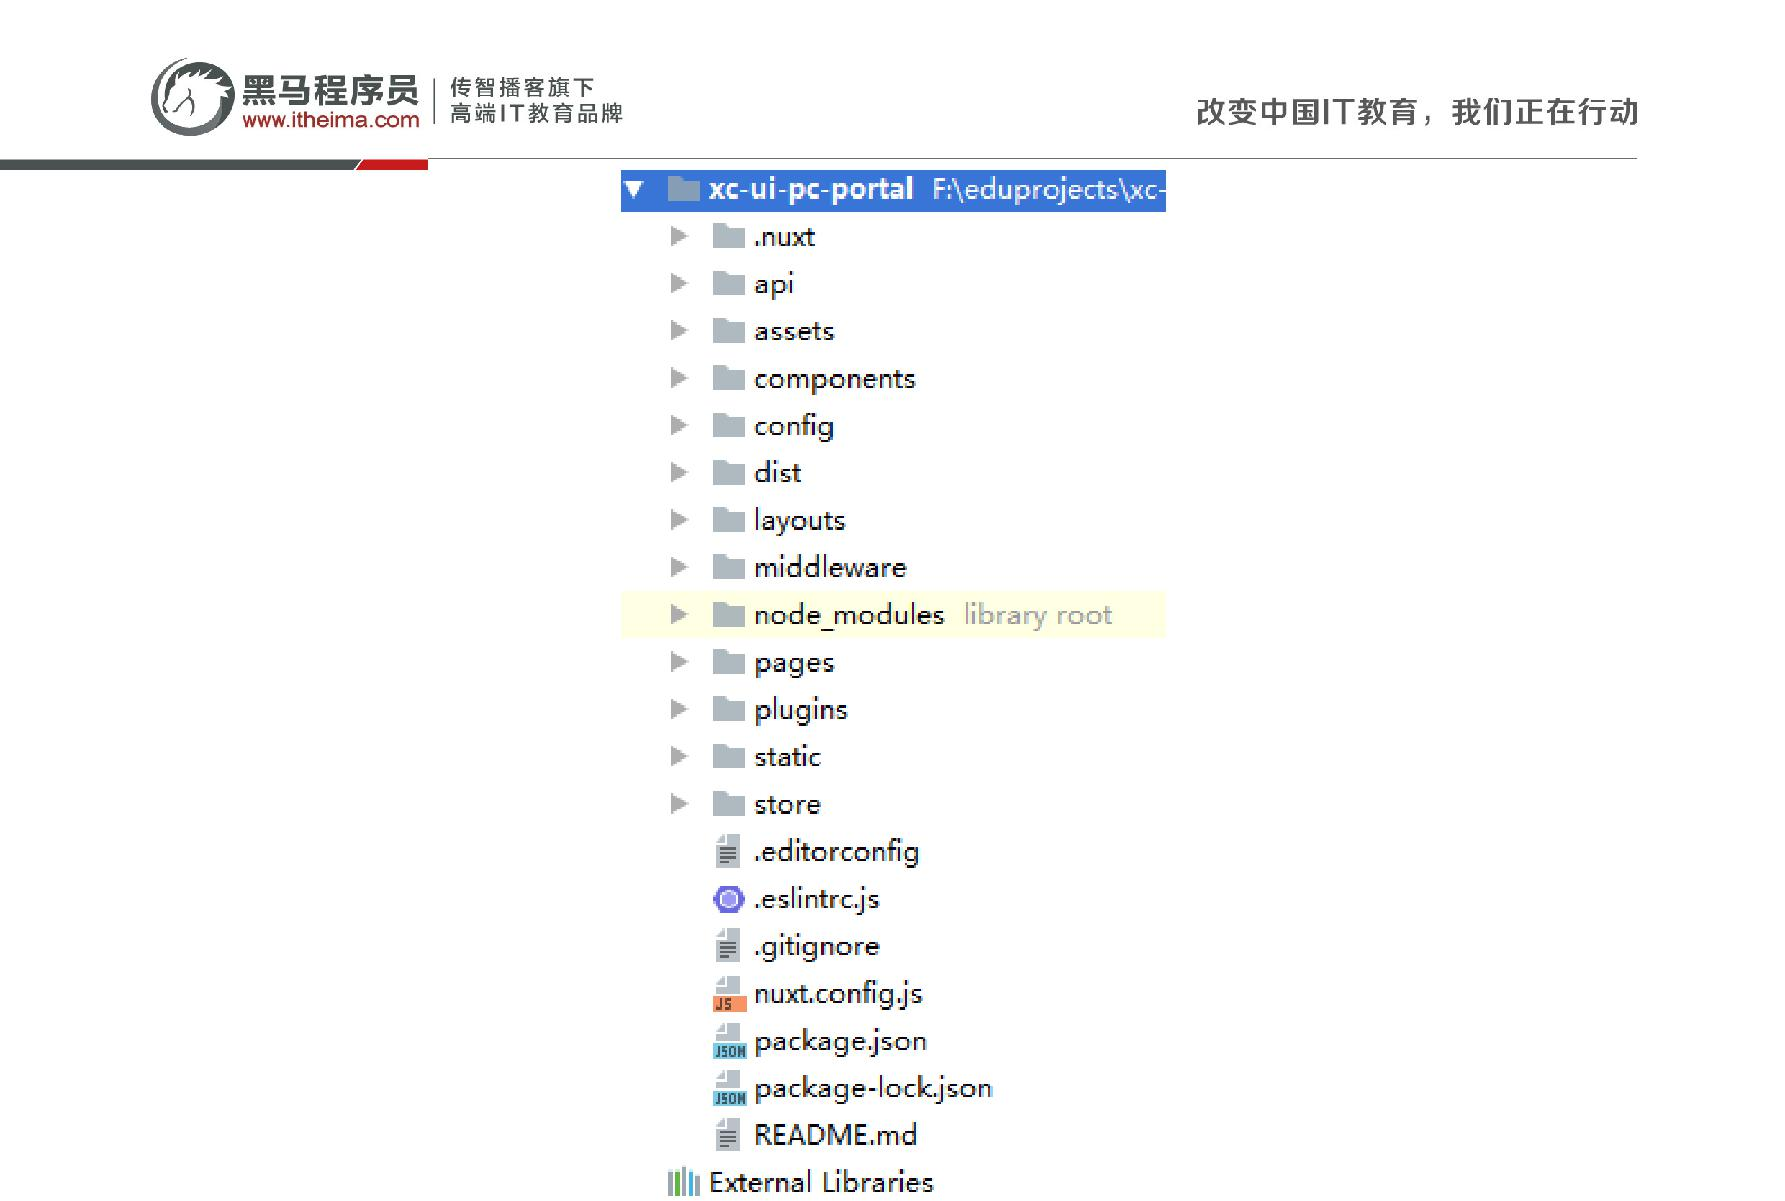 黑马程序员
www.itheima.com
传智播客旗下
高端IT教育品牌
改变中国IT教育，我们正在行动
xc-ui-pc-portal F:\eduprojects\xc-
.nuxt
api
assets
components
config
dist
layouts
middleware
node_modules library root
pages
plugins
static
store
.editorconfig
.eslintrc.js
.gitignore
JS nuxt.config.js
JSON package.json
JSON package-lock.json
README.md
External Libraries